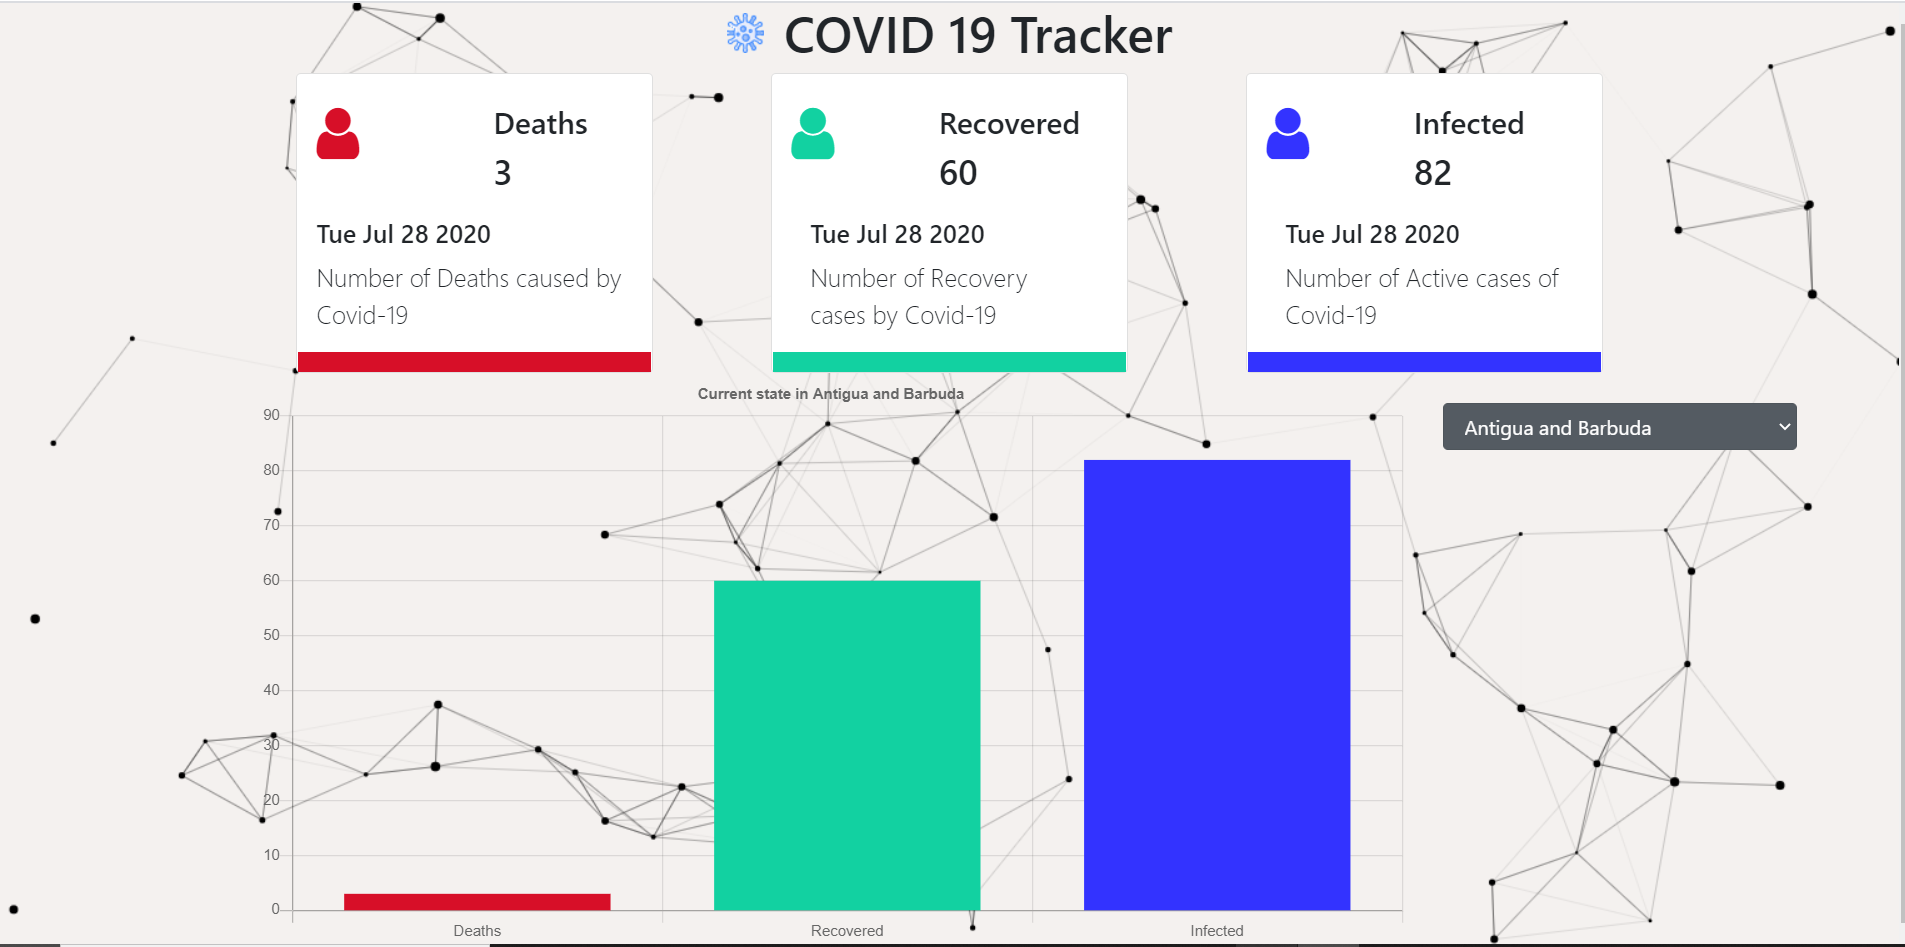 COVID 19 Tracker
Deaths
3
Tue Jul 28 2020
Number of Deaths caused by
Covid-19
Recovered
60
Tue Jul 28 2020
Number of Recovery
cases by Covid-19
Infected
82
Tue Jul 28 2020
Number of Active cases of
Covid-19
Current state in Antigua and Barbuda
Antigua and Barbuda
90
80
70
60
50
40
30
20
10
0
Deaths
Recovered
Infected